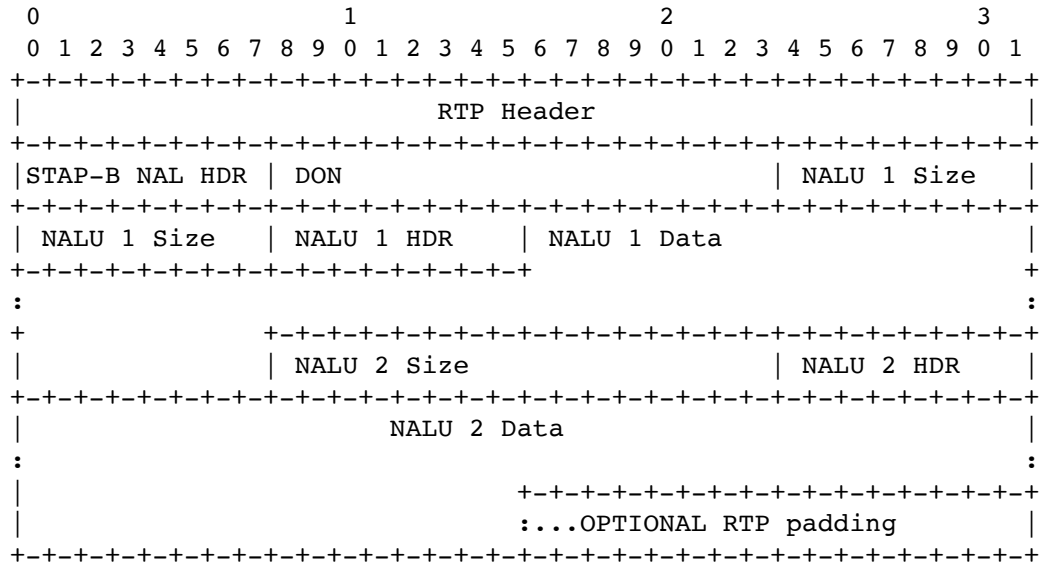 0                   1                   2                   3
 0 1 2 3 4 5 6 7 8 9 0 1 2 3 4 5 6 7 8 9 0 1 2 3 4 5 6 7 8 9 0 1
+-+-+-+-+-+-+-+-+-+-+-+-+-+-+-+-+-+-+-+-+-+-+-+-+-+-+-+-+-+-+-+-+
|                          RTP Header                           |
+-+-+-+-+-+-+-+-+-+-+-+-+-+-+-+-+-+-+-+-+-+-+-+-+-+-+-+-+-+-+-+-+
|STAP-B NAL HDR | DON                           | NALU 1 Size   |
+-+-+-+-+-+-+-+-+-+-+-+-+-+-+-+-+-+-+-+-+-+-+-+-+-+-+-+-+-+-+-+-+
| NALU 1 Size   | NALU 1 HDR    | NALU 1 Data                   |
+-+-+-+-+-+-+-+-+-+-+-+-+-+-+-+-+                               +
:                                                               :
+               +-+-+-+-+-+-+-+-+-+-+-+-+-+-+-+-+-+-+-+-+-+-+-+-+
|               | NALU 2 Size                   | NALU 2 HDR    |
+-+-+-+-+-+-+-+-+-+-+-+-+-+-+-+-+-+-+-+-+-+-+-+-+-+-+-+-+-+-+-+-+
|                       NALU 2 Data                             |
:                                                               :
|                               +-+-+-+-+-+-+-+-+-+-+-+-+-+-+-+-+
|                               :...OPTIONAL RTP padding        |
+-+-+-+-+-+-+-+-+-+-+-+-+-+-+-+-+-+-+-+-+-+-+-+-+-+-+-+-+-+-+-+-+